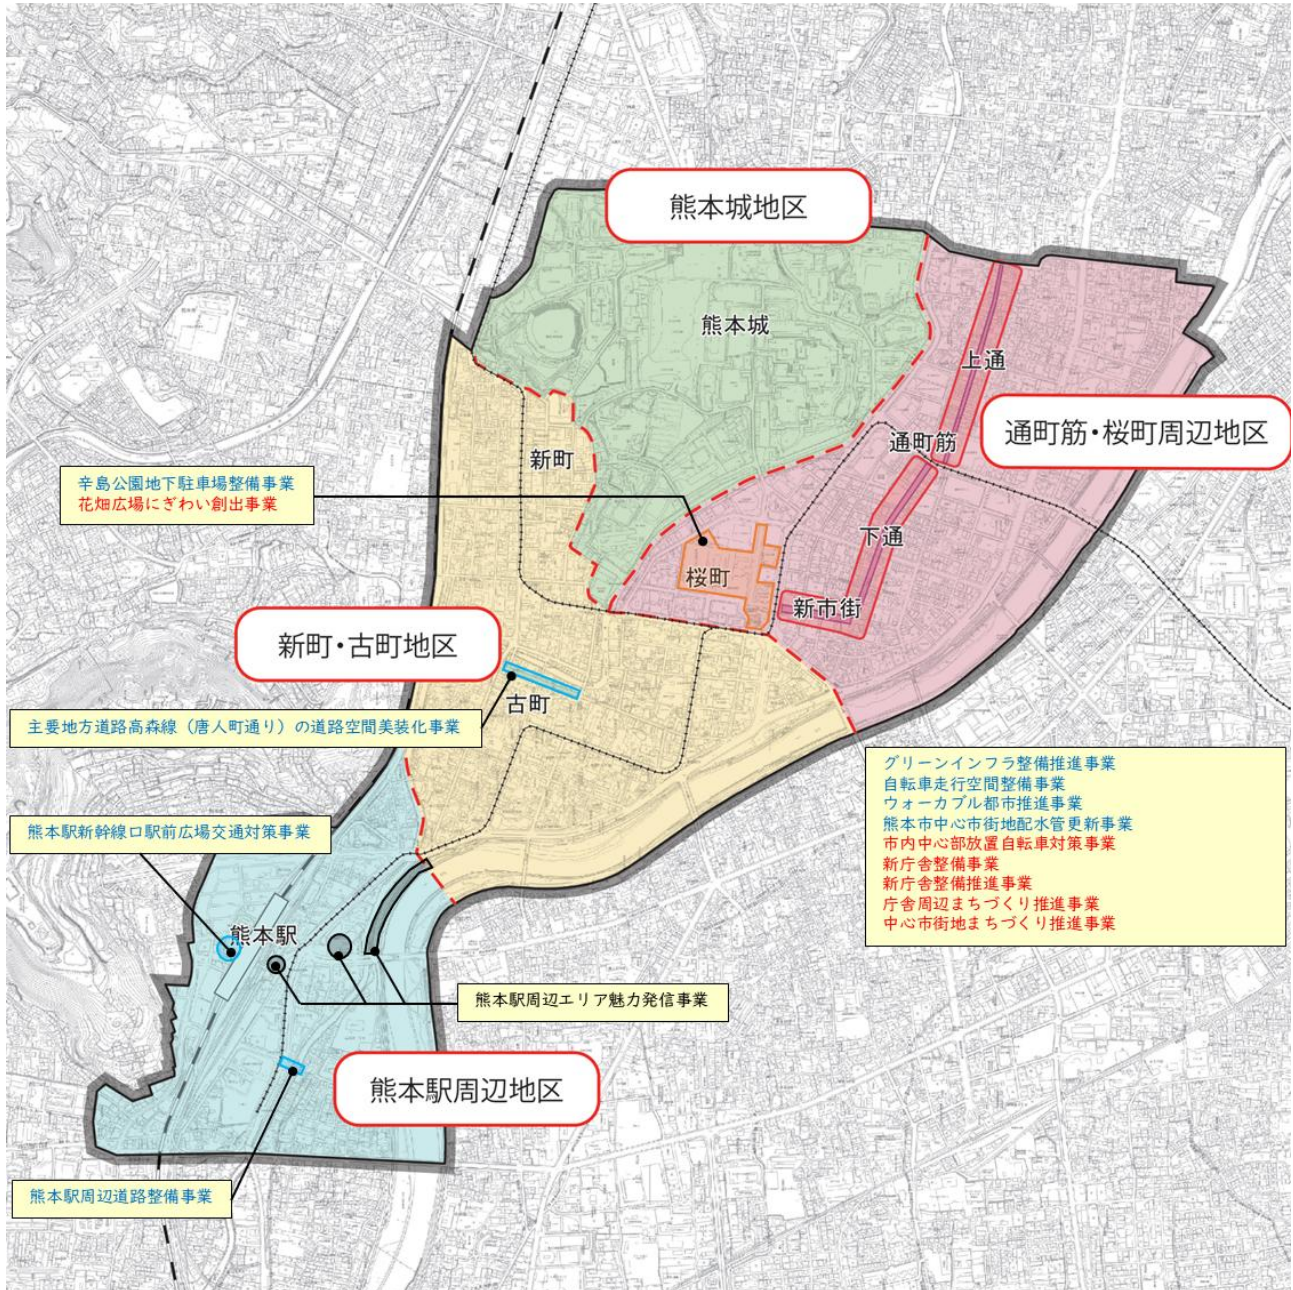 熊本城地区
熊本城
上通
通町筋・桜町周辺地区
通町筋
新町
辛島公園地下駐車場整備事業
花畑広場にぎわい創出事業
下通
桜町
新市街
新町・古町地区
古町
主要地方道路高森線（唐人町通り）の道路空間美装化事業
グリーンインフラ整備推進事業
自転車走行空間整備事業
ウォーカブル都市推進事業
熊本市中心市街地配水管更新事業
市内中心部放置自転車対策事業
新庁舎整備事業
新庁舎整備推進事業
庁舎周辺まちづくり推進事業
中心市街地まちづくり推進事業
熊本駅新幹線口駅前広場交通対策事業
熊本駅
熊本駅周辺エリア魅力発信事業
熊本駅周辺地区
熊本駅周辺道路整備事業